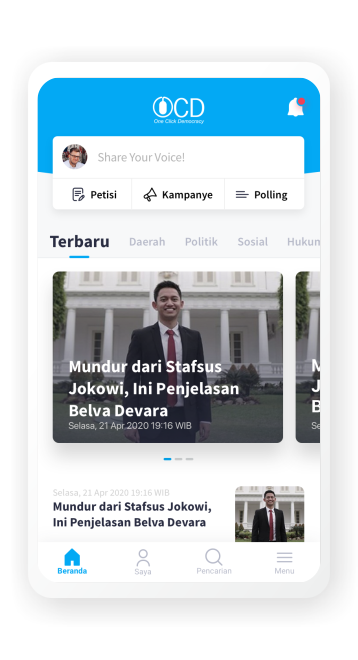 OCD
One Click Democracy
Share Your Voice!
Petisi
Kampanye
Polling
Terbaru
Daerah
Politik
Sosial
Hukum
Mundur dari Stafsus
Jokowi, Ini Penjelasan
Belva Devara
Selasa, 21 Apr 2020 19:16 WIB
M
J
B
Se
Selasa, 21 Apr 2020 19:16 WIB
Mundur dari Stafsus Jokowi,
Ini Penjelasan Belva Devara
Beranda
Saya
Pencarian
Menu